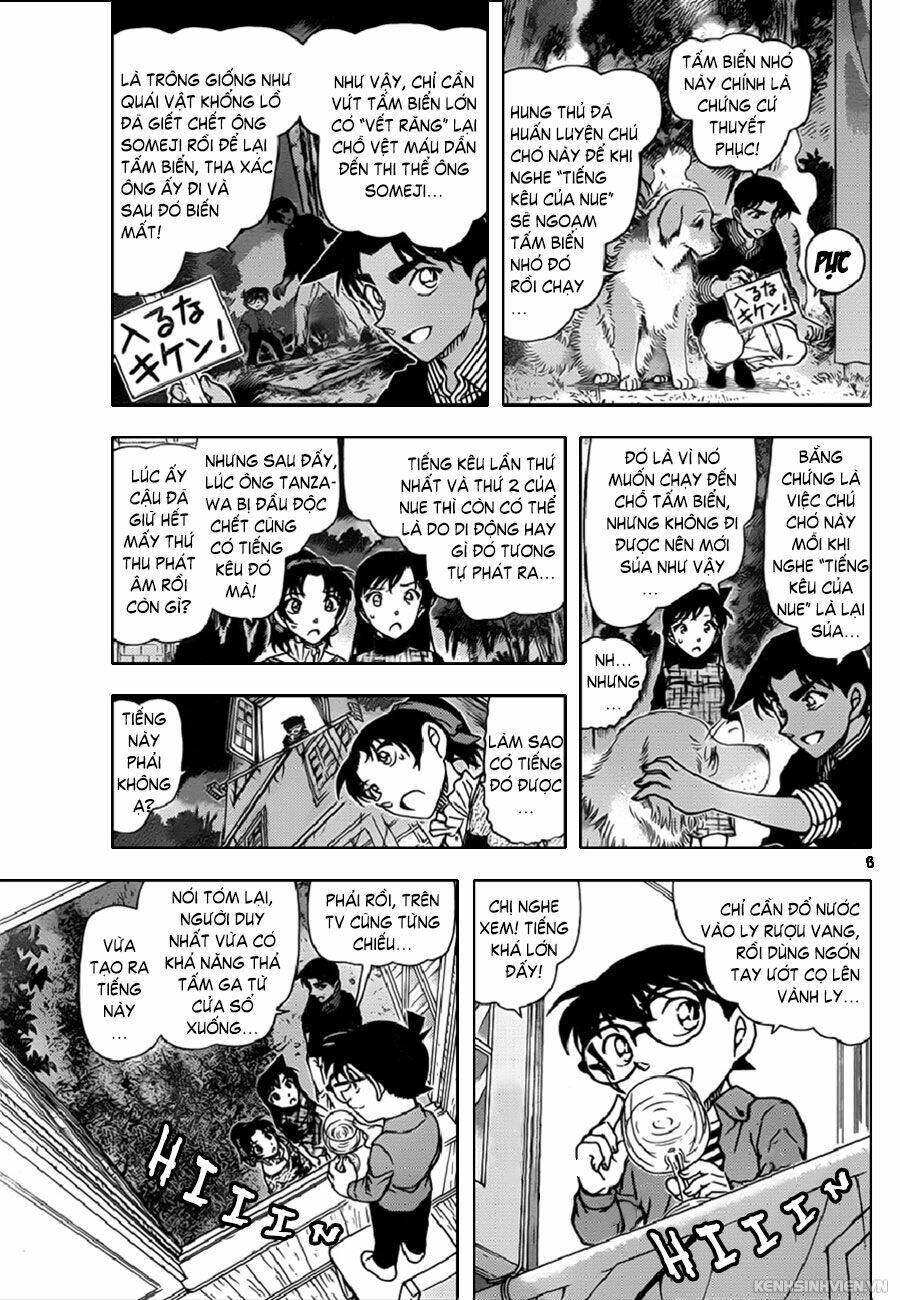 TẤM BIỂN NHỎ
NÀY CHÍNH LÀ
CHỨNG CỨ
THUYẾT
PHỤC!
HUNG THỦ ĐÃ
HUẤN LUYỆN CHÚ
CHÓ NÀY ĐỂ KHI
NGHE "TIẾNG
KÊU CỦA NUE"
SẼ NGOẠM
TẤM BIỂN
NHỎ ĐÓ
RỒI CHẠY
...
PỰC
入るな
キケン!
NHƯ VẬY, CHỈ CẦN
VỨT TẤM BIỂN LỚN
CÓ "VẾT RĂNG" LẠI
CHỖ VỆT MÁU DẪN
ĐẾN THI THỂ ÔNG
SOMEJI...
LÀ TRÔNG GIỐNG NHƯ
QUÁI VẬT KHỔNG LỒ
ĐÃ GIẾT CHẾT ÔNG
SOMEJI RỒI ĐỂ LẠI
TẤM BIỂN, THA XÁC
ÔNG ẤY ĐI VÀ
SAU ĐÓ BIẾN
MẤT!
入るな
キケン!
BẰNG
CHỨNG LÀ
VIỆC CHÚ
CHÓ NÀY
MỖI KHI
NGHE "TIẾNG
KÊU CỦA
NUE" LÀ LẠI
SỦA...
ĐÓ LÀ VÌ NÓ
MUỐN CHẠY ĐẾN
CHỖ TẤM BIỂN,
NHƯNG KHÔNG ĐI
ĐƯỢC NÊN MỚI
SỦA NHƯ VẬY
...
NH...
NHƯNG
...
TIẾNG KÊU LẦN THỨ
NHẤT VÀ THỨ 2 CỦA
NUE THÌ CÒN CÓ THỂ
LÀ DO DI ĐỘNG HAY
GÌ ĐÓ TƯƠNG
TỰ PHÁT RA...
NHƯNG SAU ĐẤY,
LÚC ÔNG TANZA-
WA BỊ ĐẦU ĐỘC
CHẾT CŨNG
CÓ TIẾNG
KÊU ĐÓ
MÀ!
LÚC ẤY
CẬU ĐÃ
GIỮ HẾT
MẤY THỨ
THU PHÁT
ÂM RỒI
CÒN GÌ?
LÀM SAO
CÓ TIẾNG
ĐÓ ĐƯỢC
...
TIẾNG
NÀY
PHẢI
KHÔNG
Ạ?
6
CHỈ CẦN ĐỔ NƯỚC
VÀO LY RƯỢU VANG,
RỒI DÙNG NGÓN
TAY ƯỚT CỌ LÊN
VÀNH LY...
CHỊ NGHE
XEM! TIẾNG
KHÁ LỚN
ĐẤY!
HIIIN
PHẢI RỒI, TRÊN
TV CŨNG TỪNG
CHIẾU...
NÓI TÓM LẠI,
NGƯỜI DUY
NHẤT VỪA CÓ
KHẢ NĂNG THẢ
TẤM GA TỪ
CỬA SỔ
XUỐNG...
VỪA
TẠO RA
TIẾNG
NÀY
...
HIIIN
KENHSINHVIEN.VN